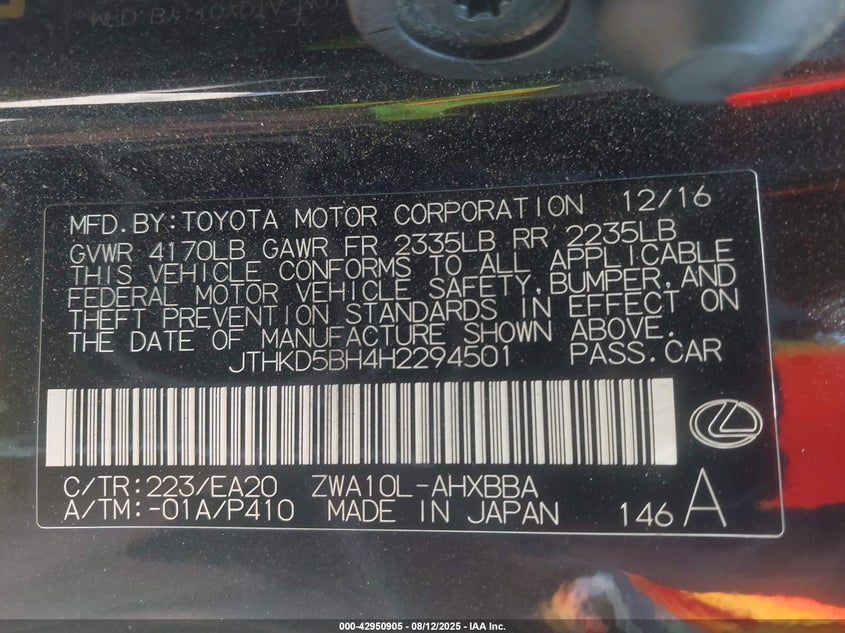 MFD. BY: TOYOTA
MFD.BY:TOYOTA MOTOR CORPORATION 12/16
GVWR 4170LB GAWR FR 2335LB RR 2235LB
THIS VEHICLE CONFORMS TO ALL APPLICABLE
FEDERAL MOTOR VEHICLE SAFETY,BUMPER,AND
THEFT PREVENTION STANDARDS IN EFFECT ON
THE DATE OF MANUFACTURE SHOWN ABOVE.
JTHKD5BH4H2294501 PASS.CAR
C/TR:223/EA20 ZWA10L-AHXBBA
A/TM:-01A/P410 MADE IN JAPAN 146 A
000-42950905 - 08/12/2025 - IAA Inc.